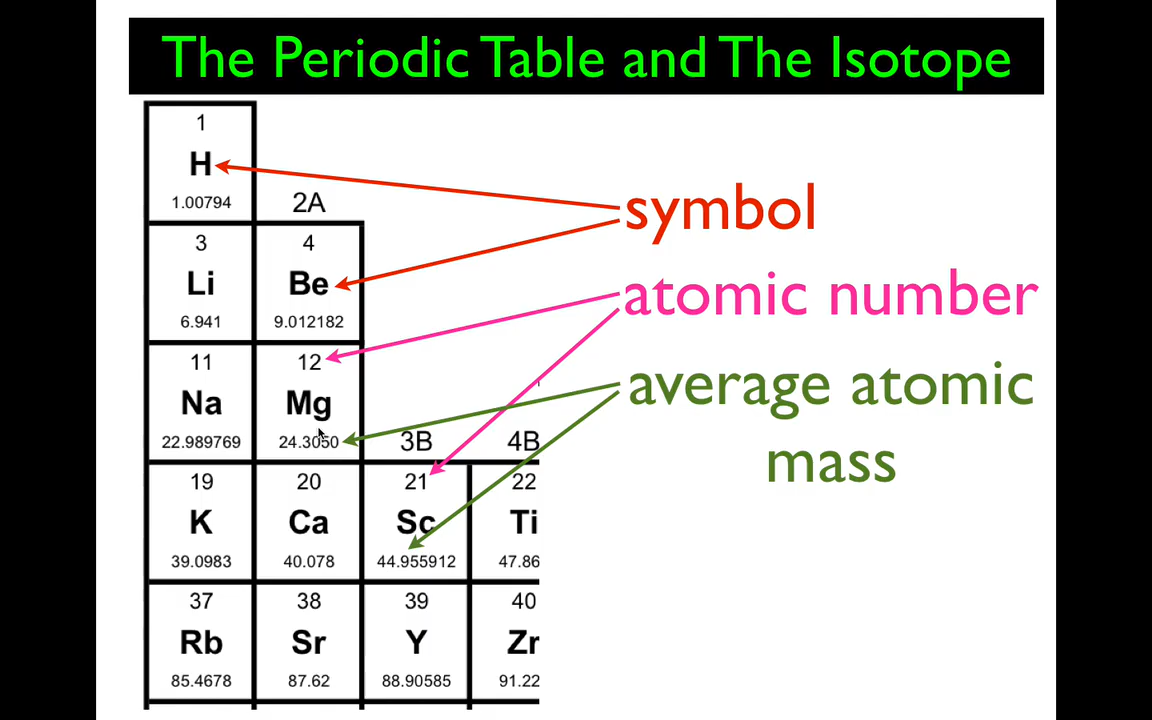 The Periodic Table and The Isotope
1
H
1.00794
2A
symbol
3
4
Li
Be
6.941
9.012182
atomic number
11
12
Na
Mg
22.989769
24.3050
average atomic
mass
3B
4B
19
20
21
22
K
Ca
Sc
Ti
39.0983
40.078
44.955912
47.86
37
38
39
40
Rb
Sr
Y
Zr
85.4678
87.62
88.90585
91.22